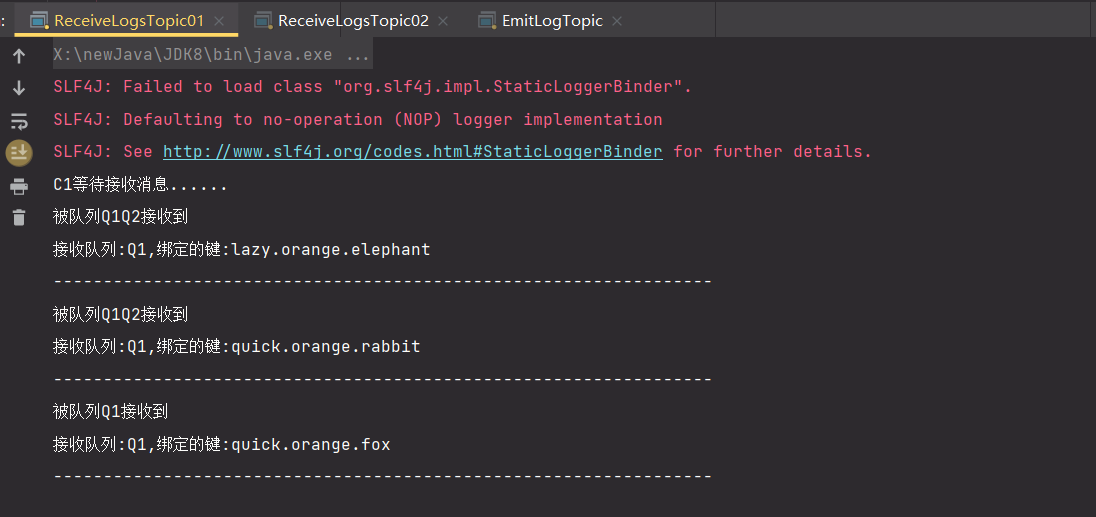 : ReceiveLogsTopic01 × ReceiveLogsTopic02 × EmitLogTopic ×
X:\newJava\JDK8\bin\java.exe ...
SLF4J: Failed to load class "org.slf4j.impl.StaticLoggerBinder".
SLF4J: Defaulting to no-operation (NOP) logger implementation
SLF4J: See http://www.slf4j.org/codes.html#StaticLoggerBinder for further details.
C1等待接收消息......
被队列Q1Q2接收到
接收队列:Q1,绑定的键:lazy.orange.elephant
------------------------------------------------------------------
被队列Q1Q2接收到
接收队列:Q1,绑定的键:quick.orange.rabbit
------------------------------------------------------------------
被队列Q1接收到
接收队列:Q1,绑定的键:quick.orange.fox
------------------------------------------------------------------